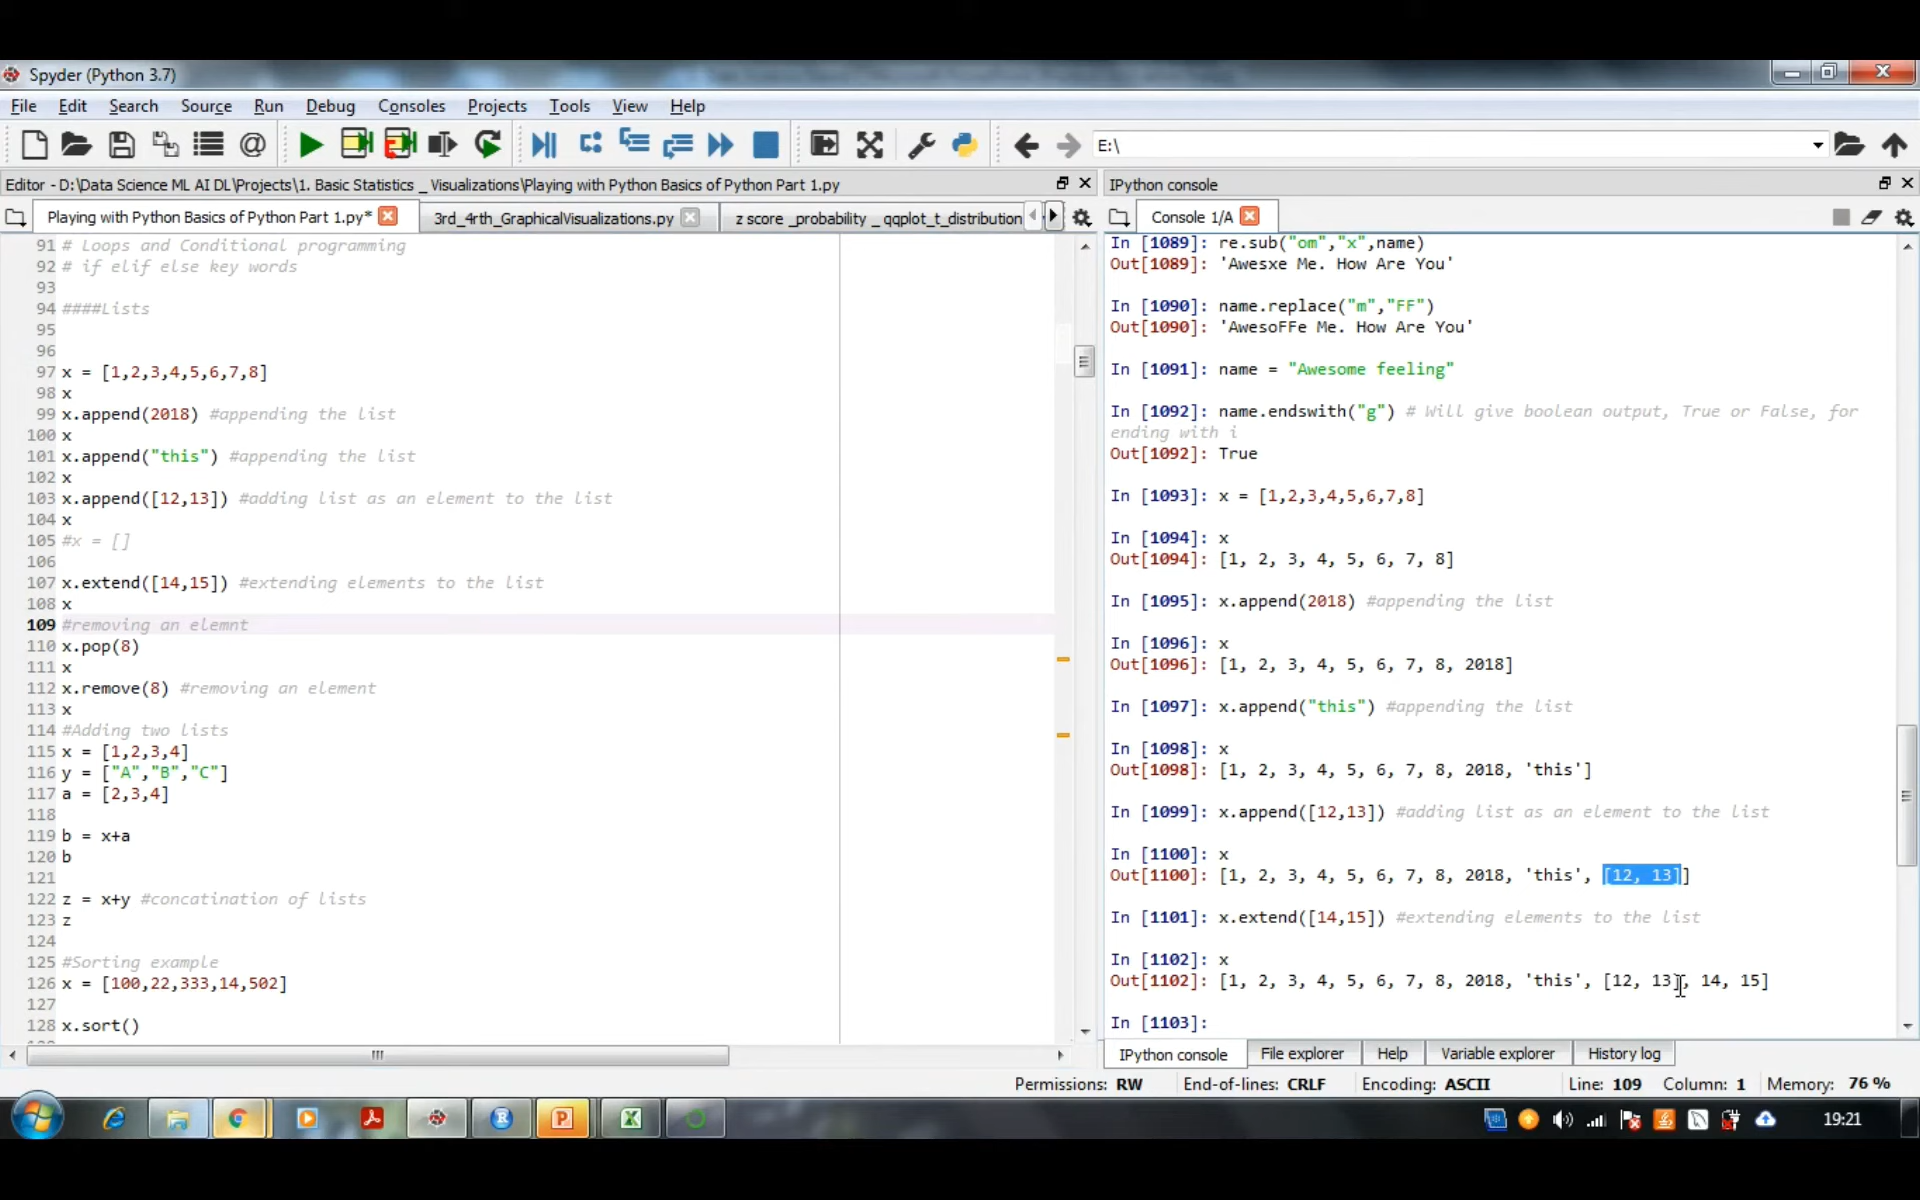 Spyder (Python 3.7)
File Edit Search Source Run Debug Consoles Projects Tools View Help
E:\
Editor - D:\Data Science ML AI DL\Projects\1. Basic Statistics _ Visualizations\Playing with Python Basics of Python Part 1.py
Playing with Python Basics of Python Part 1.py* 3rd_4rth_GraphicalVisualizations.py z score _probability _ qqplot_t_distribution
91 # Loops and Conditional programming
92 # if elif else key words
93
94 ####Lists
95
96
97 x = [1,2,3,4,5,6,7,8]
98 x
99 x.append(2018) #appending the list
100 x
101 x.append("this") #appending the list
102 x
103 x.append([12,13]) #adding list as an element to the list
104 x
105 #x = []
106
107 x.extend([14,15]) #extending elements to the list
108 x
109 #removing an elemnt
110 x.pop(8)
111 x
112 x.remove(8) #removing an element
113 x
114 #Adding two lists
115 x = [1,2,3,4]
116 y = ["A","B","C"]
117 a = [2,3,4]
118
119 b = x+a
120 b
121
122 z = x+y #concatination of lists
123 z
124
125 #Sorting example
126 x = [100,22,333,14,502]
127
128 x.sort()
IPython console
Console 1/A
In [1089]: re.sub("om","x",name)
Out[1089]: 'Awesxe Me. How Are You'
In [1090]: name.replace("m","FF")
Out[1090]: 'AwesoFFe Me. How Are You'
In [1091]: name = "Awesome feeling"
In [1092]: name.endswith("g") # Will give boolean output, True or False, for
ending with i
Out[1092]: True
In [1093]: x = [1,2,3,4,5,6,7,8]
In [1094]: x
Out[1094]: [1, 2, 3, 4, 5, 6, 7, 8]
In [1095]: x.append(2018) #appending the list
In [1096]: x
Out[1096]: [1, 2, 3, 4, 5, 6, 7, 8, 2018]
In [1097]: x.append("this") #appending the list
In [1098]: x
Out[1098]: [1, 2, 3, 4, 5, 6, 7, 8, 2018, 'this']
In [1099]: x.append([12,13]) #adding list as an element to the list
In [1100]: x
Out[1100]: [1, 2, 3, 4, 5, 6, 7, 8, 2018, 'this', [12, 13]]
In [1101]: x.extend([14,15]) #extending elements to the list
In [1102]: x
Out[1102]: [1, 2, 3, 4, 5, 6, 7, 8, 2018, 'this', [12, 13], 14, 15]
In [1103]:
IPython console File explorer Help Variable explorer History log
Permissions: RW End-of-lines: CRLF Encoding: ASCII Line: 109 Column: 1 Memory: 76 %
19:21